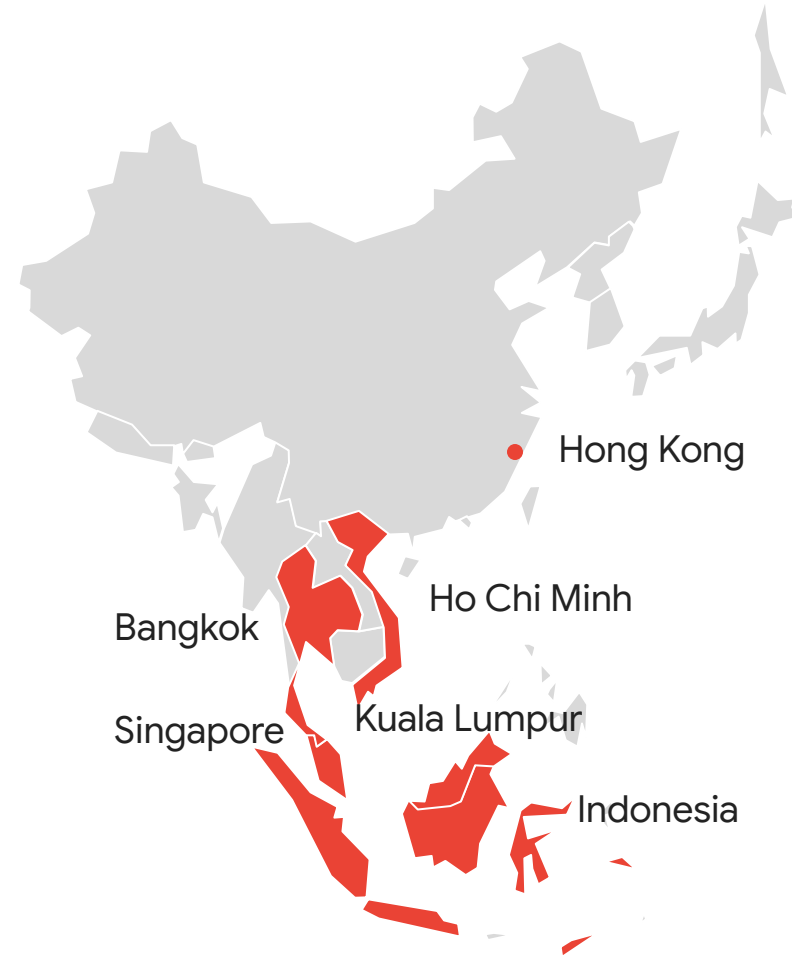 Hong Kong
Ho Chi Minh
Bangkok
Kuala Lumpur
Singapore
Indonesia